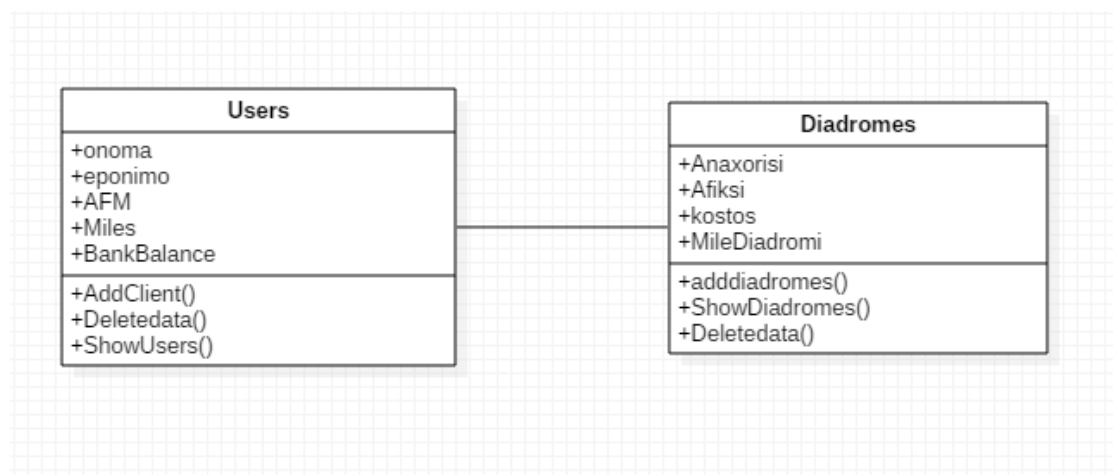 Users
+onoma
+eponimo
+AFM
+Miles
+BankBalance
+AddClient()
+Deletedata()
+ShowUsers()
Diadromes
+Anaxorisi
+Afiksi
+kostos
+MileDiadromi
+adddiadromes()
+ShowDiadromes()
+Deletedata()